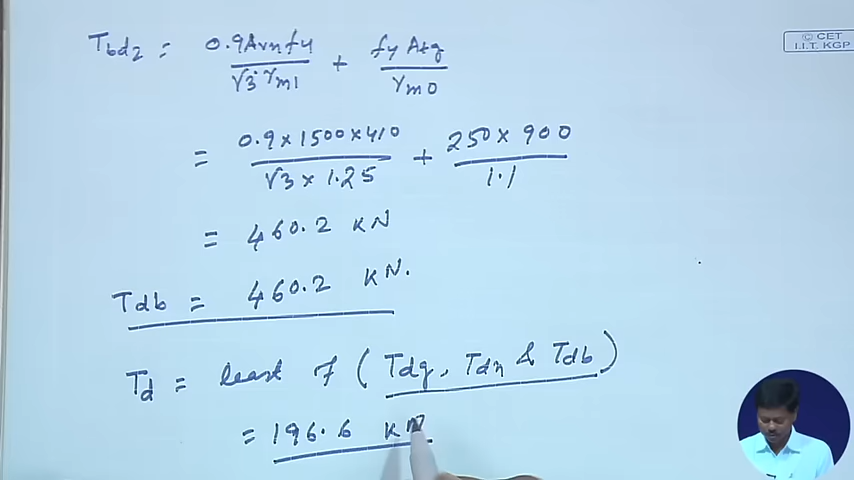 © CET
I.I.T. KGP
Tbd2 = 0.9Avn fy / √3·γm1 + fy Atg / γm0
= 0.9 × 1500 × 410 / √3 × 1.25 + 250 × 900 / 1.1
= 460.2 KN
Tdb = 460.2 KN.
Td = least of (Tdg, Tdn & Tdb)
= 196.6 KN